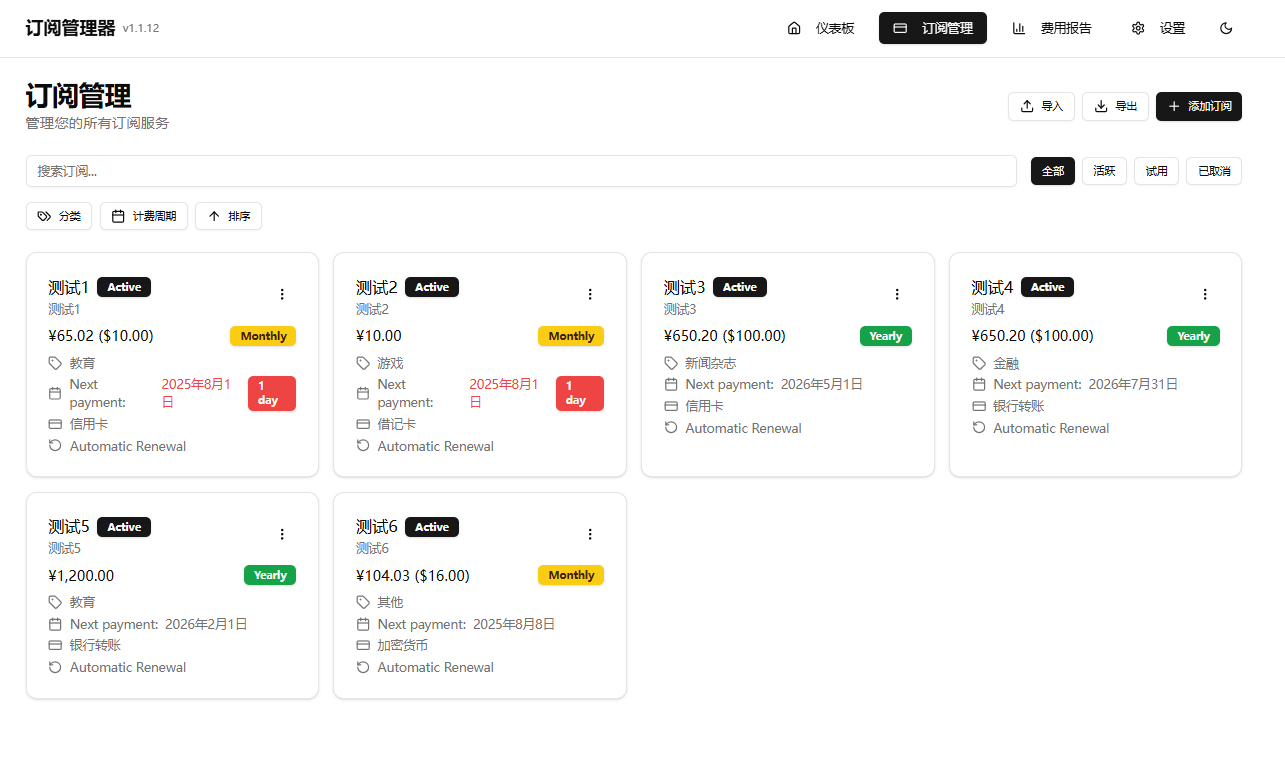 订阅管理器 v1.1.12
仪表板 订阅管理 费用报告 设置
订阅管理
管理您的所有订阅服务
导入 导出 添加订阅
搜索订阅...
全部 活跃 试用 已取消
分类 计费周期 排序
测试1 Active
测试1
¥65.02 ($10.00) Monthly
教育
Next payment: 2025年8月1日 1 day
信用卡
Automatic Renewal
测试2 Active
测试2
¥10.00 Monthly
游戏
Next payment: 2025年8月1日 1 day
借记卡
Automatic Renewal
测试3 Active
测试3
¥650.20 ($100.00) Yearly
新闻杂志
Next payment: 2026年5月1日
信用卡
Automatic Renewal
测试4 Active
测试4
¥650.20 ($100.00) Yearly
金融
Next payment: 2026年7月31日
银行转账
Automatic Renewal
测试5 Active
测试5
¥1,200.00 Yearly
教育
Next payment: 2026年2月1日
银行转账
Automatic Renewal
测试6 Active
测试6
¥104.03 ($16.00) Monthly
其他
Next payment: 2025年8月8日
加密货币
Automatic Renewal